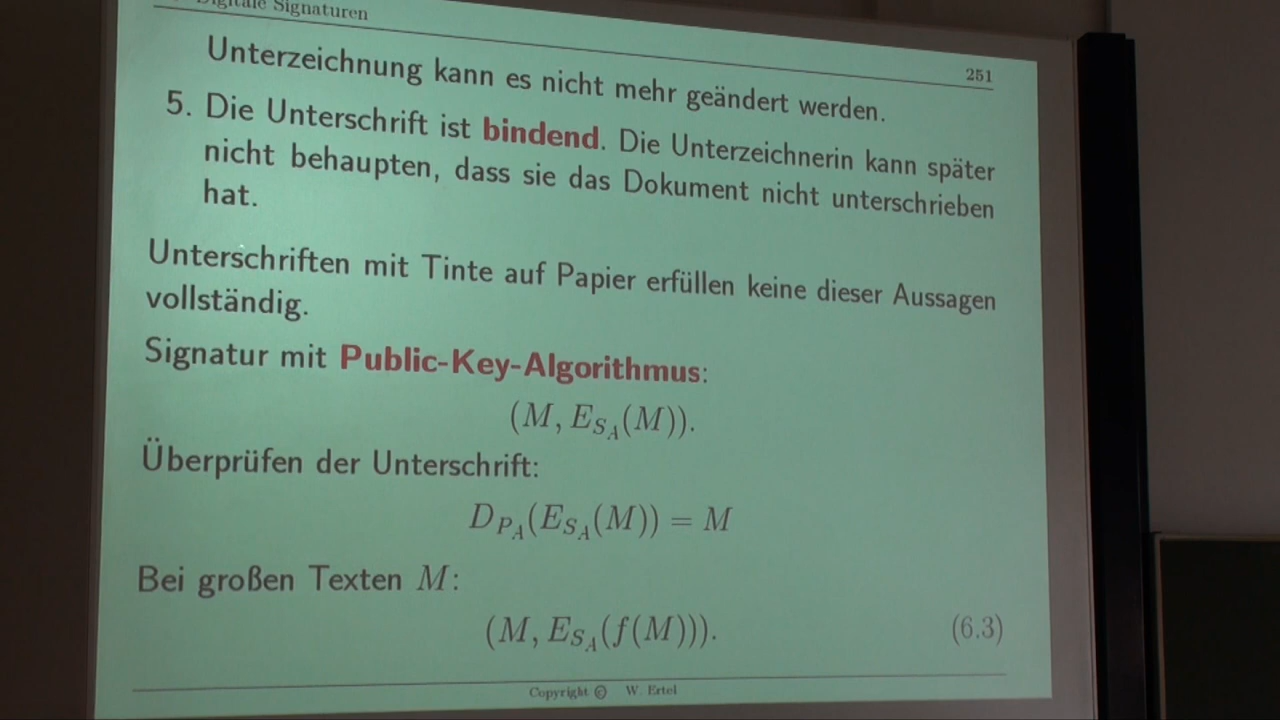 Digitale Signaturen
251
Unterzeichnung kann es nicht mehr geändert werden.
5. Die Unterschrift ist bindend. Die Unterzeichnerin kann später
nicht behaupten, dass sie das Dokument nicht unterschrieben
hat.
Unterschriften mit Tinte auf Papier erfüllen keine dieser Aussagen
vollständig.
Signatur mit Public-Key-Algorithmus:
(M, E_{S_A}(M)).
Überprüfen der Unterschrift:
D_{P_A}(E_{S_A}(M)) = M
Bei großen Texten M:
(M, E_{S_A}(f(M))). (6.3)
Copyright © W. Ertel